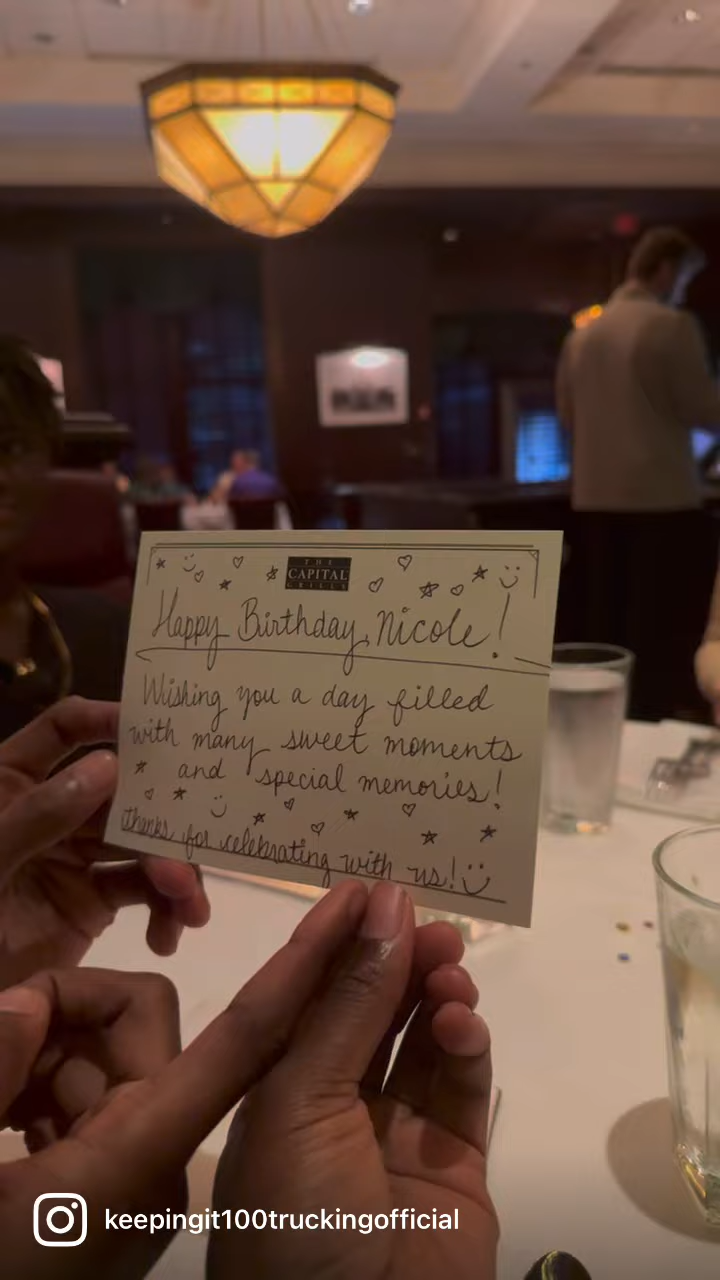 THE
CAPITAL
GRILLE
Happy Birthday, Nicole!
Wishing you a day filled
with many sweet moments
and special memories!
thanks for celebrating with us!
keepingit100truckingofficial